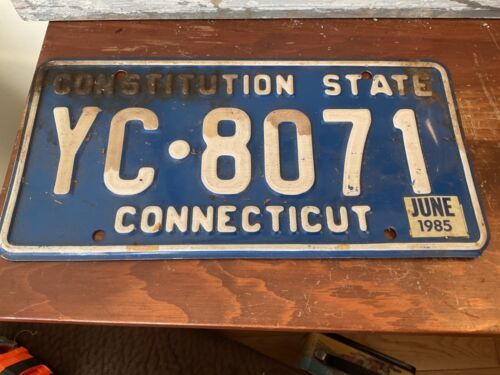 CONSTITUTION STATE
YC·8071
CONNECTICUT
JUNE
1985